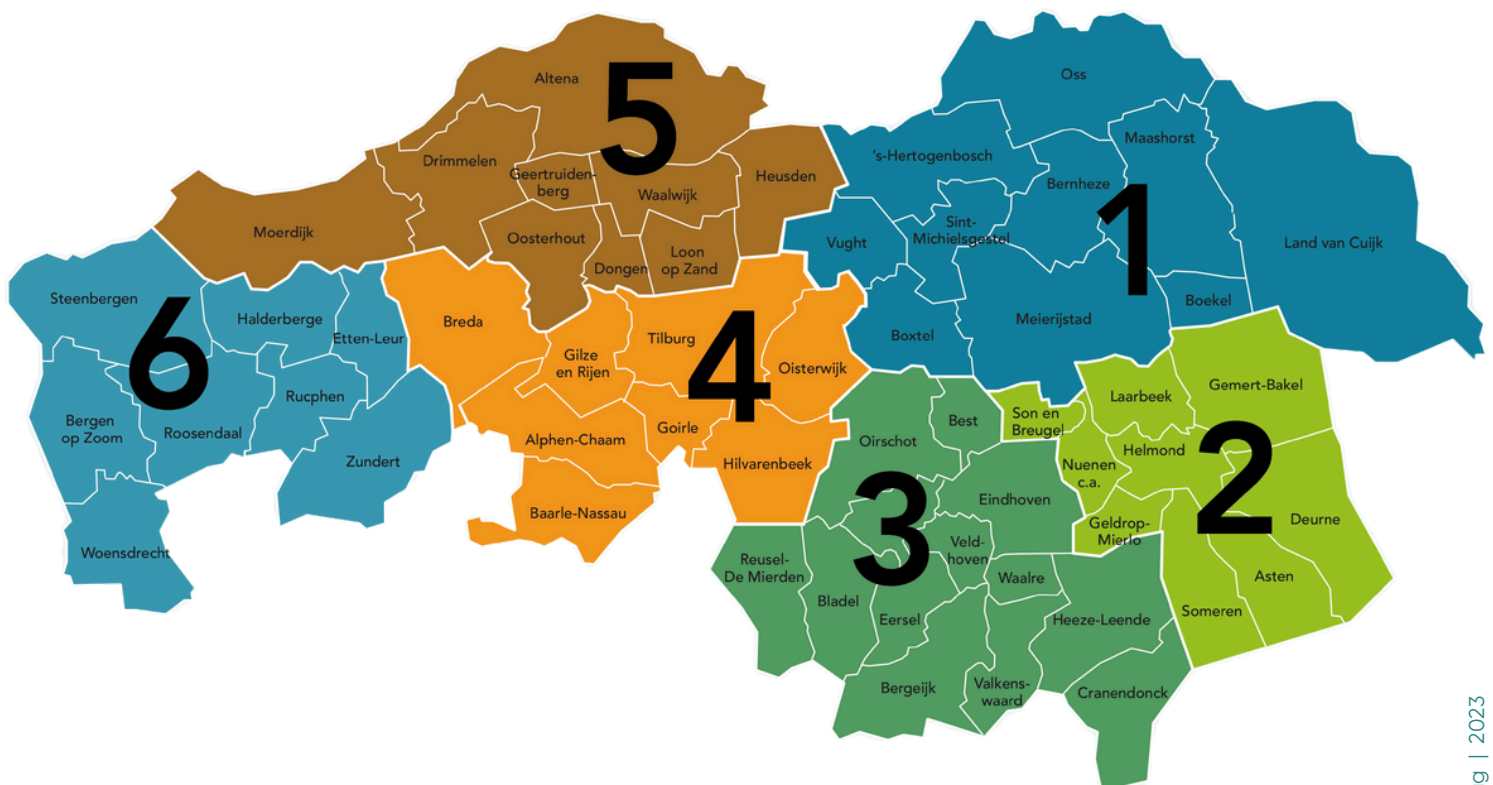 Altena
5
Oss
Drimmelen
Geertruiden-
berg
Waalwijk
Heusden
Moerdijk
Oosterhout
Dongen
Loon
op Zand
's-Hertogenbosch
Maashorst
Bernheze
1
Sint-
Michielsgestel
Vught
Land van Cuijk
Boekel
Meierijstad
Boxtel
Steenbergen
6
Halderberge
Etten-Leur
Rucphen
Bergen
op Zoom
Roosendaal
Zundert
Woensdrecht
Breda
Gilze
en Rijen
Tilburg
4
Oisterwijk
Alphen-Chaam
Goirle
Hilvarenbeek
Baarle-Nassau
Oirschot
Best
3
Eindhoven
Veld-
hoven
Waalre
Reusel-
De Mierden
Bladel
Eersel
Heeze-Leende
Bergeijk
Valkens-
waard
Cranendonck
Son en
Breugel
Laarbeek
Gemert-Bakel
Nuenen
c.a.
Helmond
2
Geldrop-
Mierlo
Deurne
Asten
Someren
g | 2023